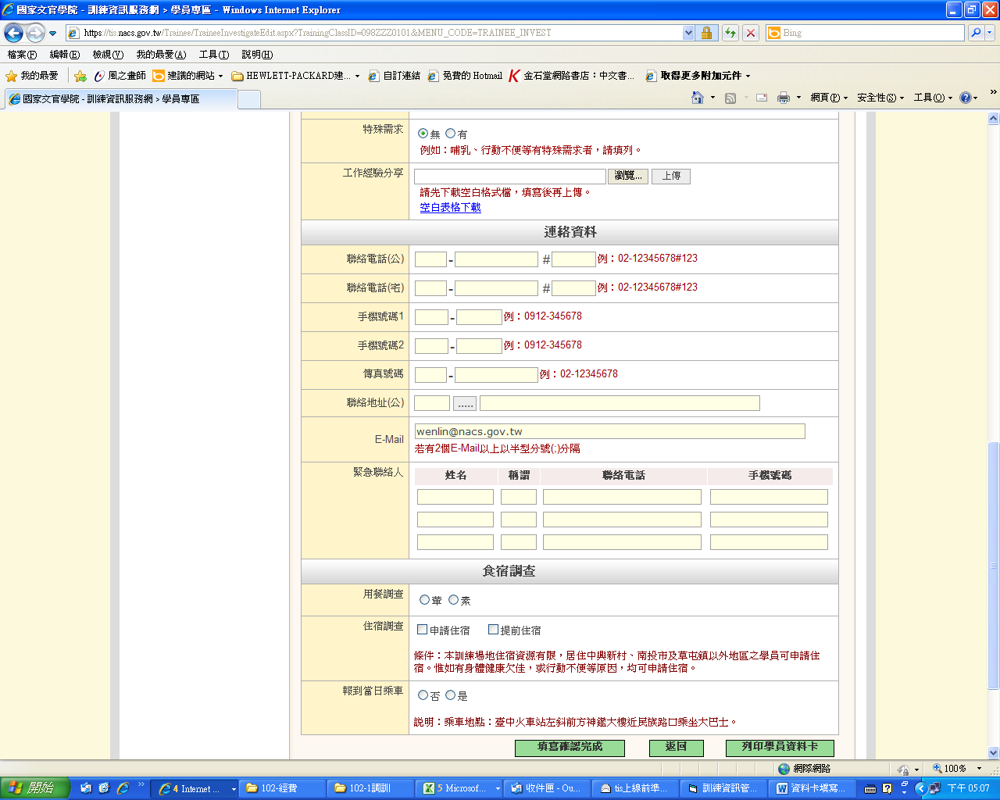 國家文官學院 - 訓練資訊服務網 > 學員專區 - Windows Internet Explorer
https://tis.nacs.gov.tw/Trainee/TraineeInvestigateEdit.aspx?TrainingClassID=098ZZZ0101&MENU_CODE=TRAINEE_INVEST
Bing
檔案(F) 編輯(E) 檢視(V) 我的最愛(A) 工具(T) 說明(H)
我的最愛 風之畫師 建議的網站 HEWLETT-PACKARD建... 自訂連結 免費的 Hotmail 金石堂網路書店：中文書... 取得更多附加元件
國家文官學院 - 訓練資訊服務網 > 學員專區
網頁(P) 安全性(S) 工具(O) »
特殊需求 無 有
例如：哺乳、行動不便等有特殊需求者，請填列。
工作經驗分享 瀏覽... 上傳
請先下載空白格式檔，填寫後再上傳。
空白表格下載
連絡資料
聯絡電話(公) - # 例：02-12345678#123
聯絡電話(宅) - # 例：02-12345678#123
手機號碼1 - 例：0912-345678
手機號碼2 - 例：0912-345678
傳真號碼 - 例：02-12345678
聯絡地址(公) .....
E-Mail wenlin@nacs.gov.tw
若有2個E-Mail以上以半型分號(;)分隔
緊急聯絡人 姓名 稱謂 聯絡電話 手機號碼
食宿調查
用餐調查 葷 素
住宿調查 申請住宿 提前住宿
條件：本訓練場地住宿資源有限，居住中興新村、南投市及草屯鎮以外地區之學員可申請住
宿。惟如有身體健康欠佳，或行動不便等原因，均可申請住宿。
報到當日乘車 否 是
說明：乘車地點：臺中火車站左斜前方神鑑大樓近民族路口乘坐大巴士。
填寫確認完成 返回 列印學員資料卡
網際網路 100%
開始 » 4 Internet ... 102-經費 102-1調訓 5 Microsof... 收件匣 - Ou... tis上線前準... 訓練資訊管... 資料卡填寫... 下午 05:07